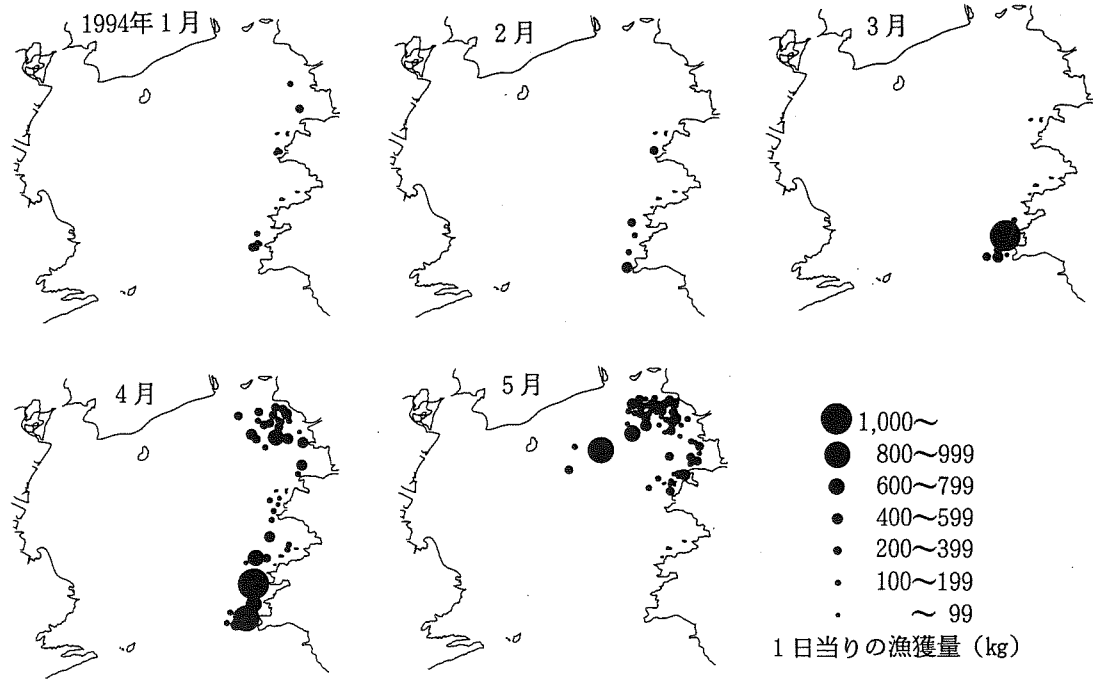 1994年1月
2月
3月
4月
5月
1,000～
800～999
600～799
400～599
200～399
100～199
～ 99
1日当りの漁獲量（kg）